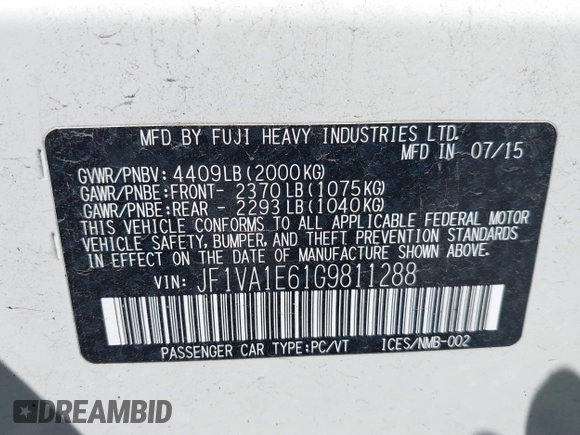 MFD BY FUJI HEAVY INDUSTRIES LTD.
MFD IN 07/15
GVWR/PNBV: 4409LB(2000KG)
GAWR/PNBE:FRONT- 2370LB(1075KG)
GAWR/PNBE:REAR - 2293LB(1040KG)
THIS VEHICLE CONFORMS TO ALL APPLICABLE FEDERAL MOTOR
VEHICLE SAFETY, BUMPER, AND THEFT PREVENTION STANDARDS
IN EFFECT ON THE DATE OF MANUFACTURE SHOWN ABOVE.
VIN: JF1VA1E61G9811288
PASSENGER CAR TYPE:PC/VT ICES/NMB-002
DREAMBID